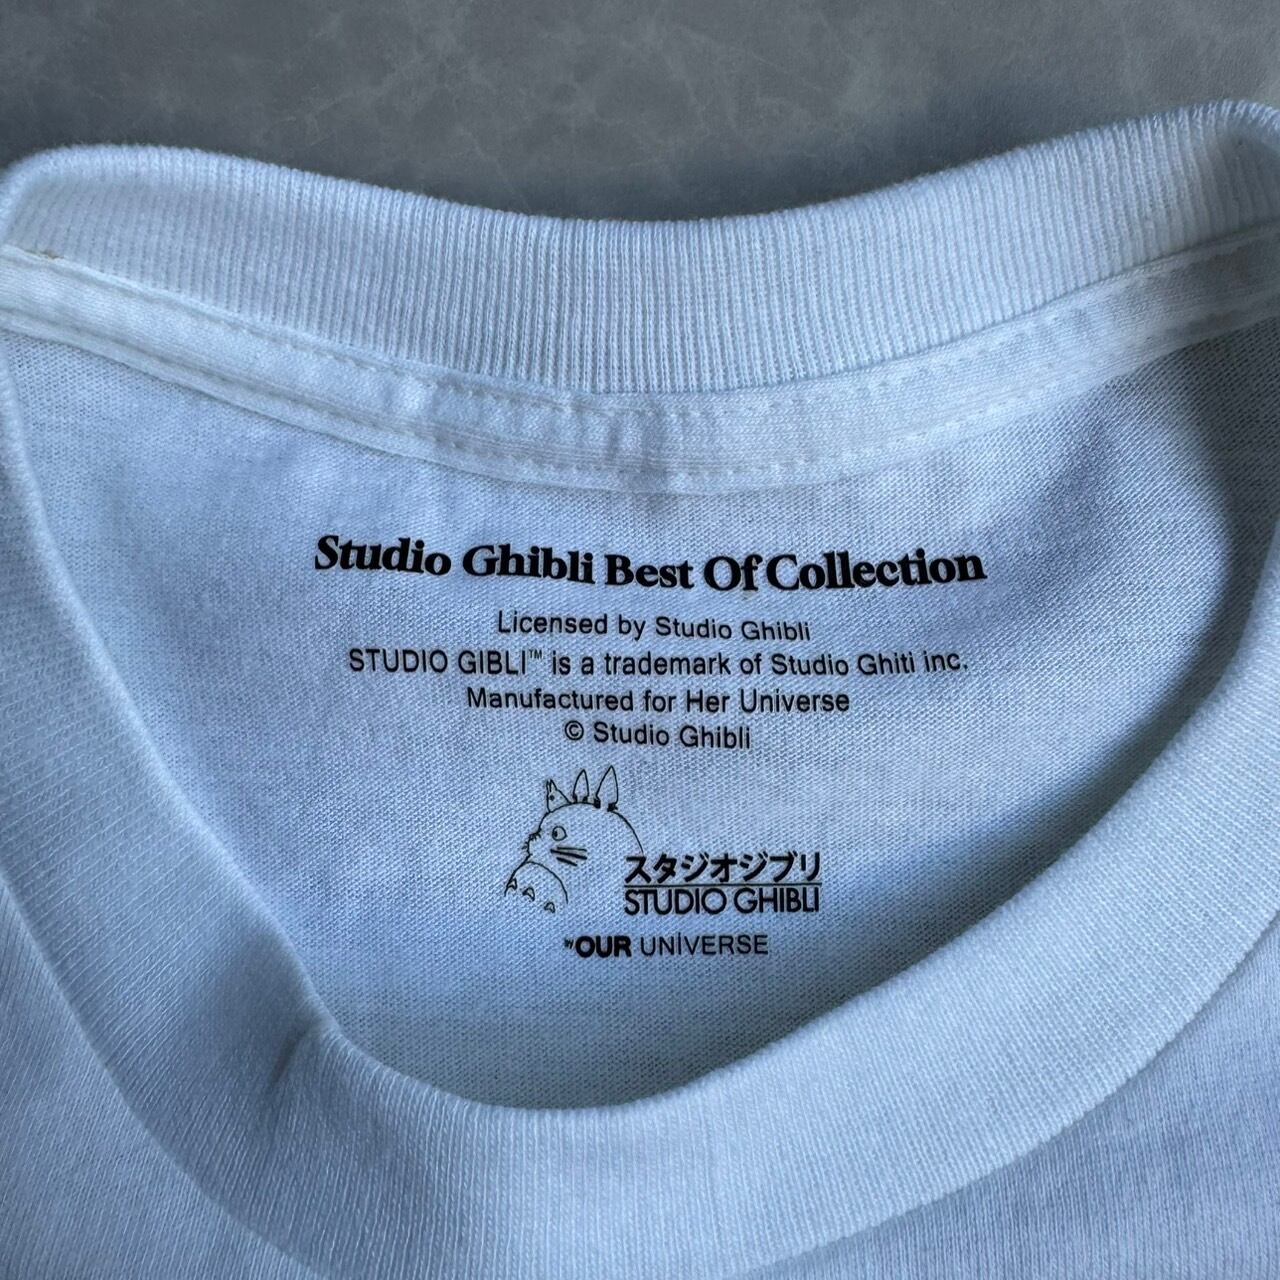 Studio Ghibli Best Of Collection
Licensed by Studio Ghibli
STUDIO GIBLI™ is a trademark of Studio Ghiti inc.
Manufactured for Her Universe
© Studio Ghibli
スタジオジブリ
STUDIO GHIBLI
by OUR UNIVERSE